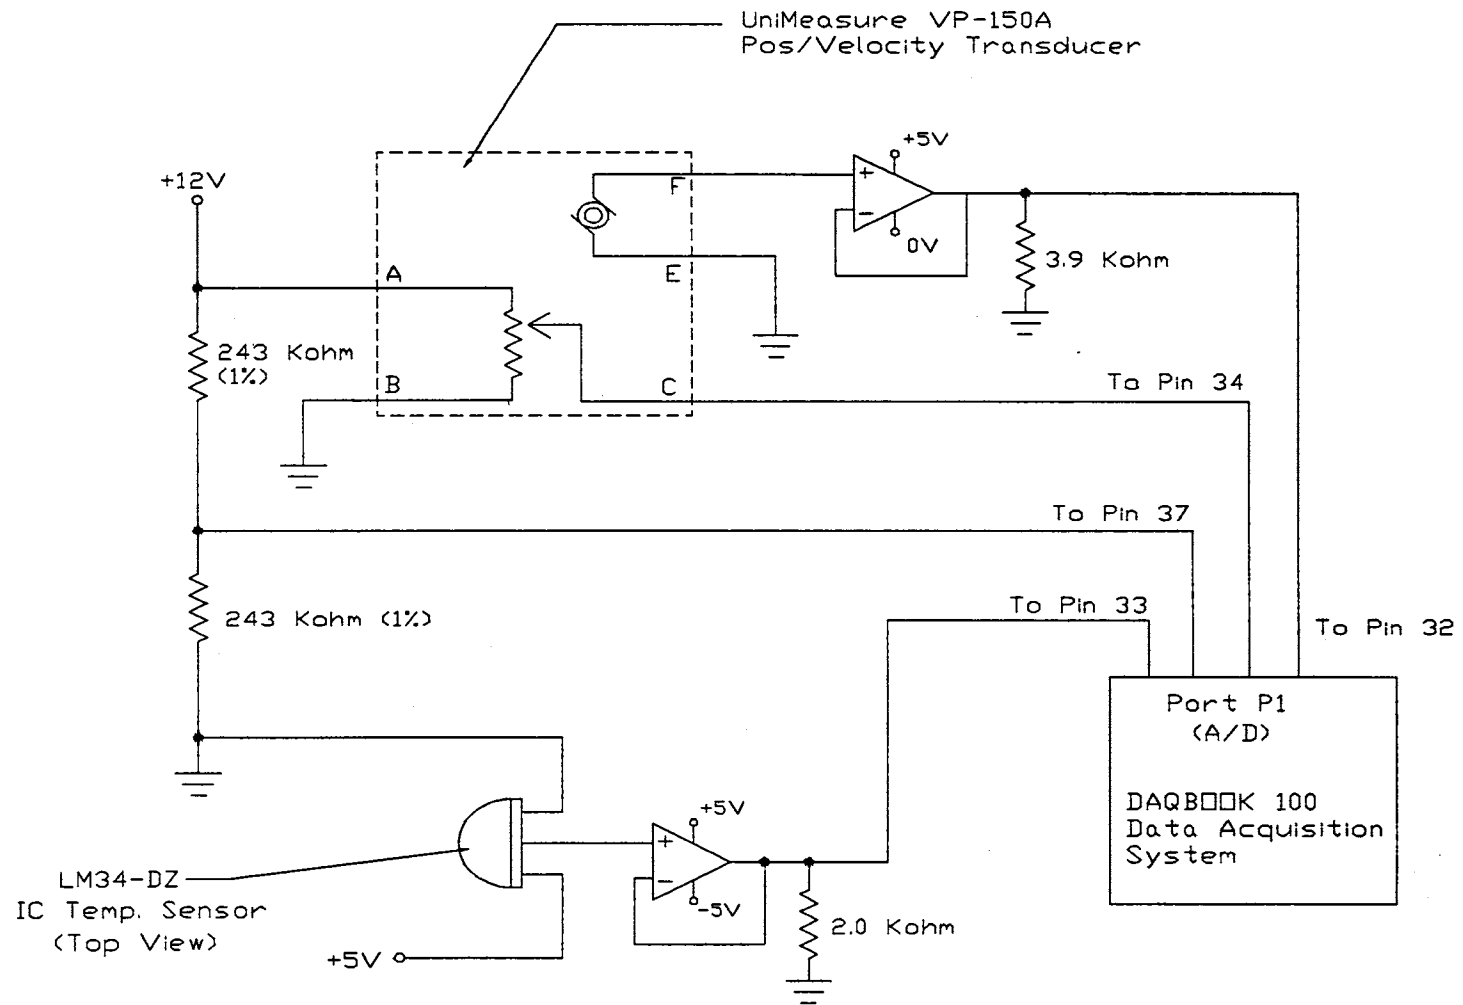 UniMeasure VP-150A
Pos/Velocity Transducer
+12V
F
+
+5V
-
0V
3.9 Kohm
A
E
243 Kohm
(1%)
B
C
To Pin 34
To Pin 37
243 Kohm (1%)
To Pin 33
To Pin 32
Port P1
(A/D)
DAQBOOK 100
Data Acquisition
System
+5V
+
-
-5V
LM34-DZ
IC Temp. Sensor
(Top View)
2.0 Kohm
+5V